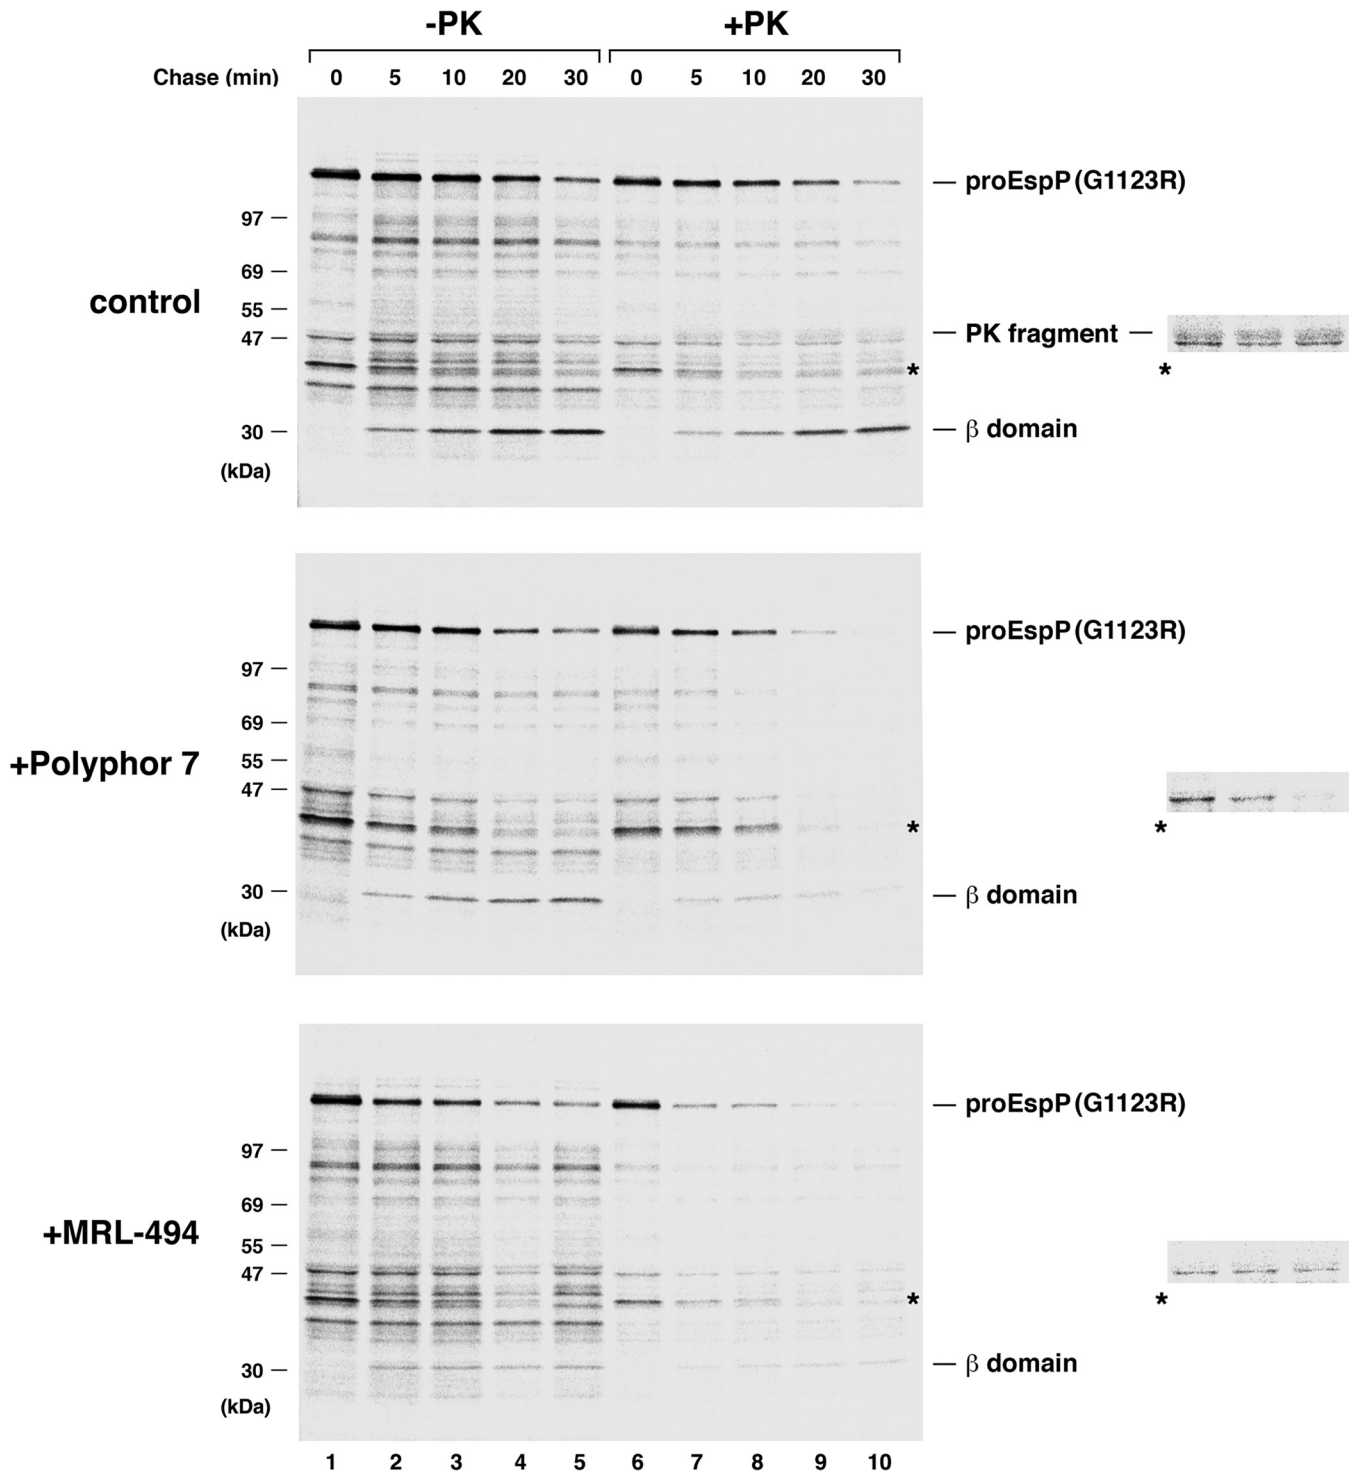 -PK +PK
Chase (min) 0 5 10 20 30 0 5 10 20 30
proEspP (G1123R)
97
69
control
55
47
PK fragment
*
*
30
β domain
(kDa)
proEspP (G1123R)
97
69
+Polyphor 7
55
47
*
*
30
β domain
(kDa)
proEspP (G1123R)
97
69
+MRL-494
55
47
*
*
30
β domain
(kDa)
1 2 3 4 5 6 7 8 9 10